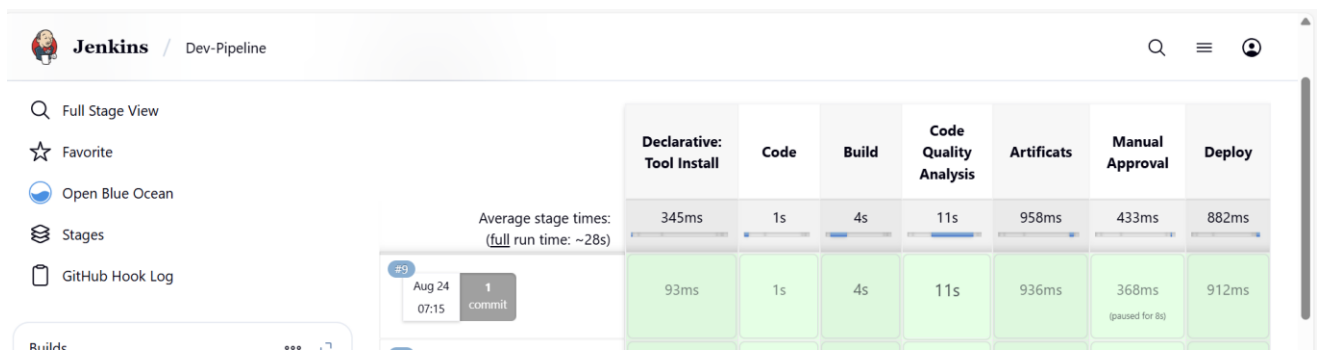 Jenkins / Dev-Pipeline
Full Stage View
Favorite
Open Blue Ocean
Stages
GitHub Hook Log
Builds
Declarative:
Tool Install
Code
Build
Code
Quality
Analysis
Artificats
Manual
Approval
Deploy
Average stage times:
(full run time: ~28s)
345ms
1s
4s
11s
958ms
433ms
882ms
#9
Aug 24
07:15
1
commit
93ms
1s
4s
11s
936ms
368ms
(paused for 8s)
912ms